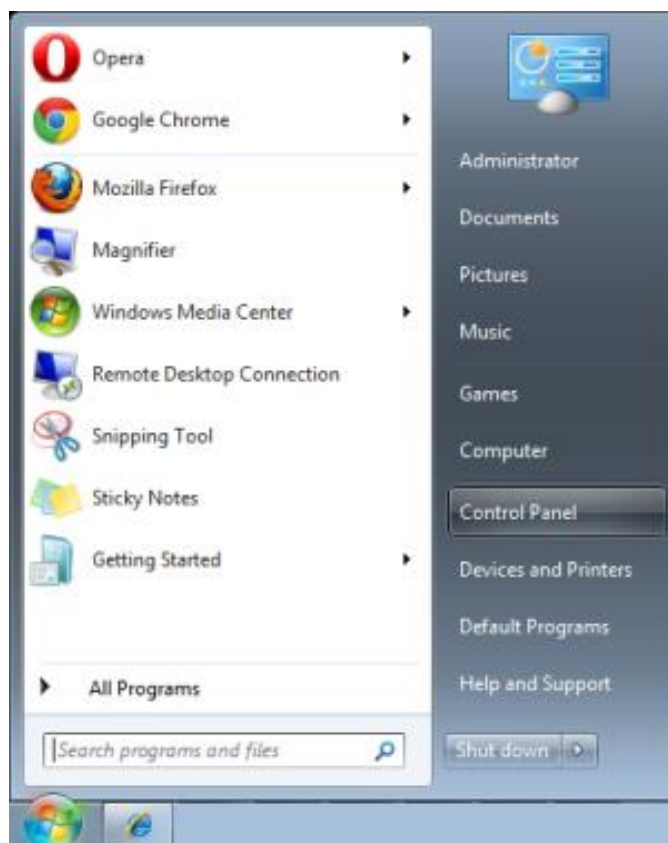 Opera
Google Chrome
Mozilla Firefox
Magnifier
Windows Media Center
Remote Desktop Connection
Snipping Tool
Sticky Notes
Getting Started
All Programs
Search programs and files
Administrator
Documents
Pictures
Music
Games
Computer
Control Panel
Devices and Printers
Default Programs
Help and Support
Shut down